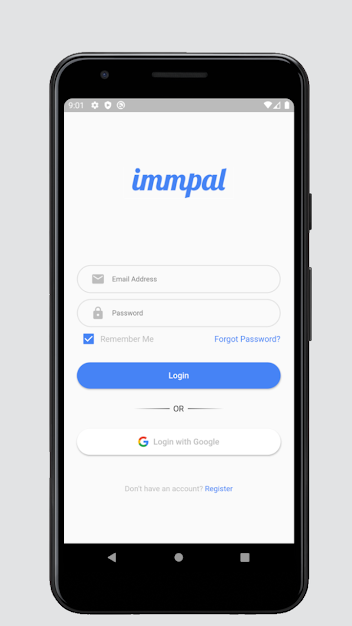 9:01
immpal
Email Address
Password
Remember Me Forgot Password?
Login
OR
Login with Google
Don't have an account? Register